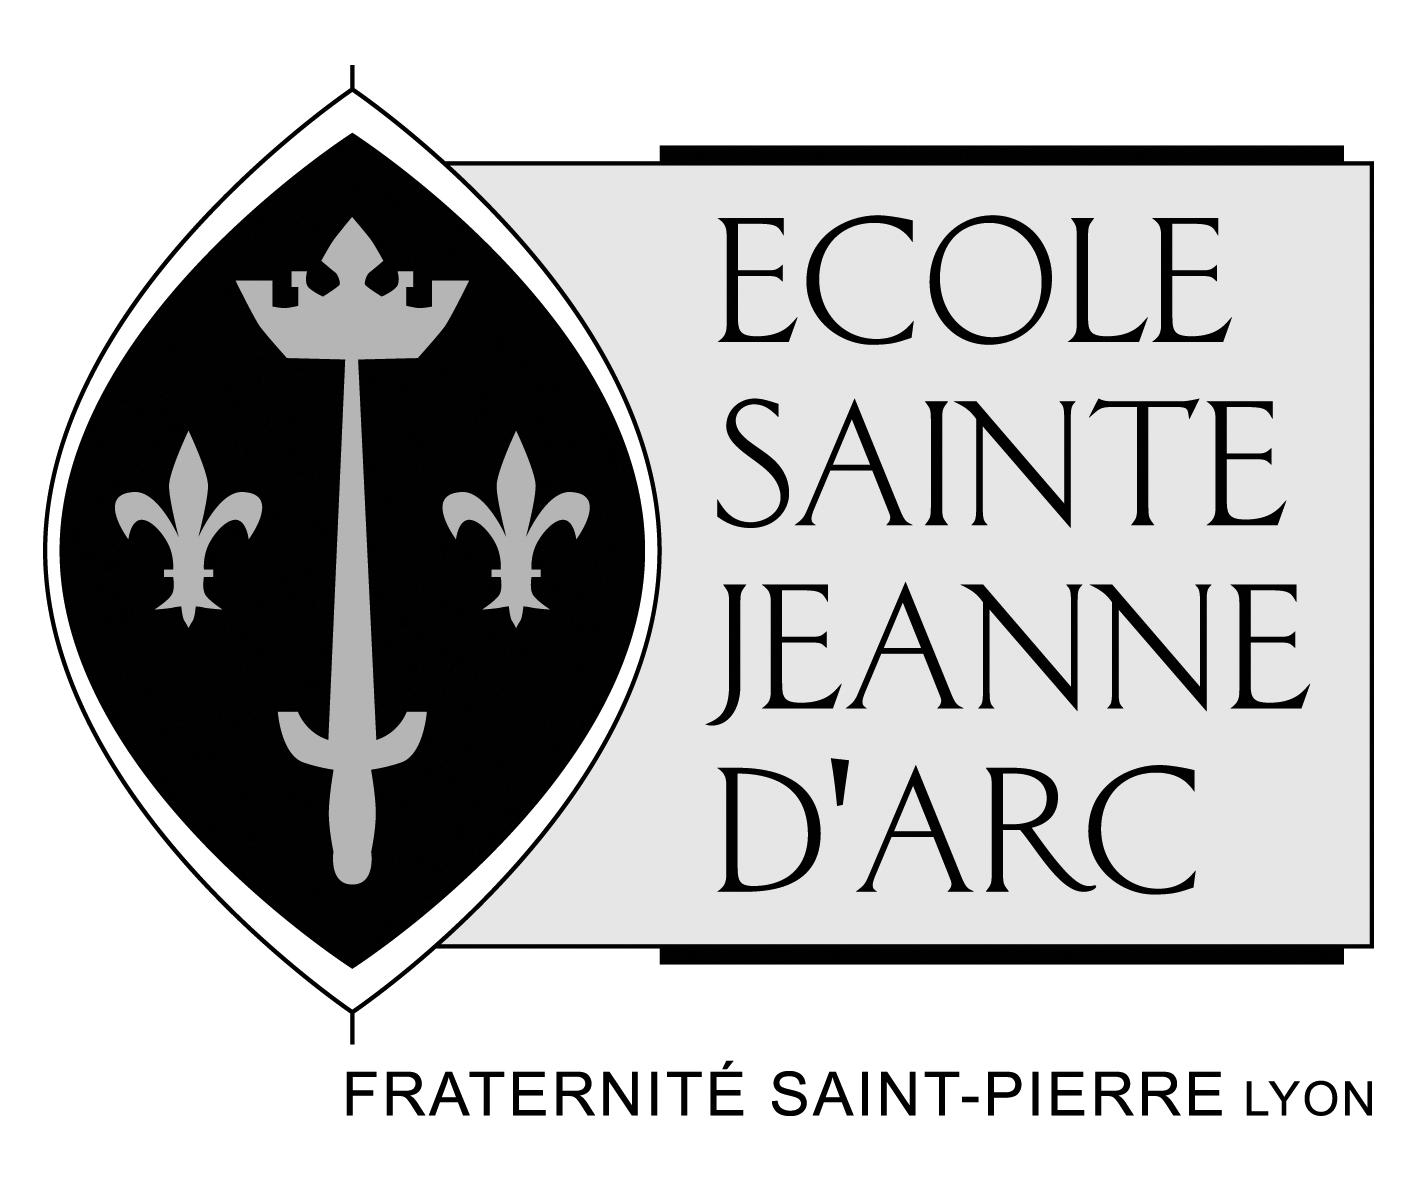 ECOLE
SAINTE
JEANNE
D'ARC
FRATERNITÉ SAINT-PIERRE LYON